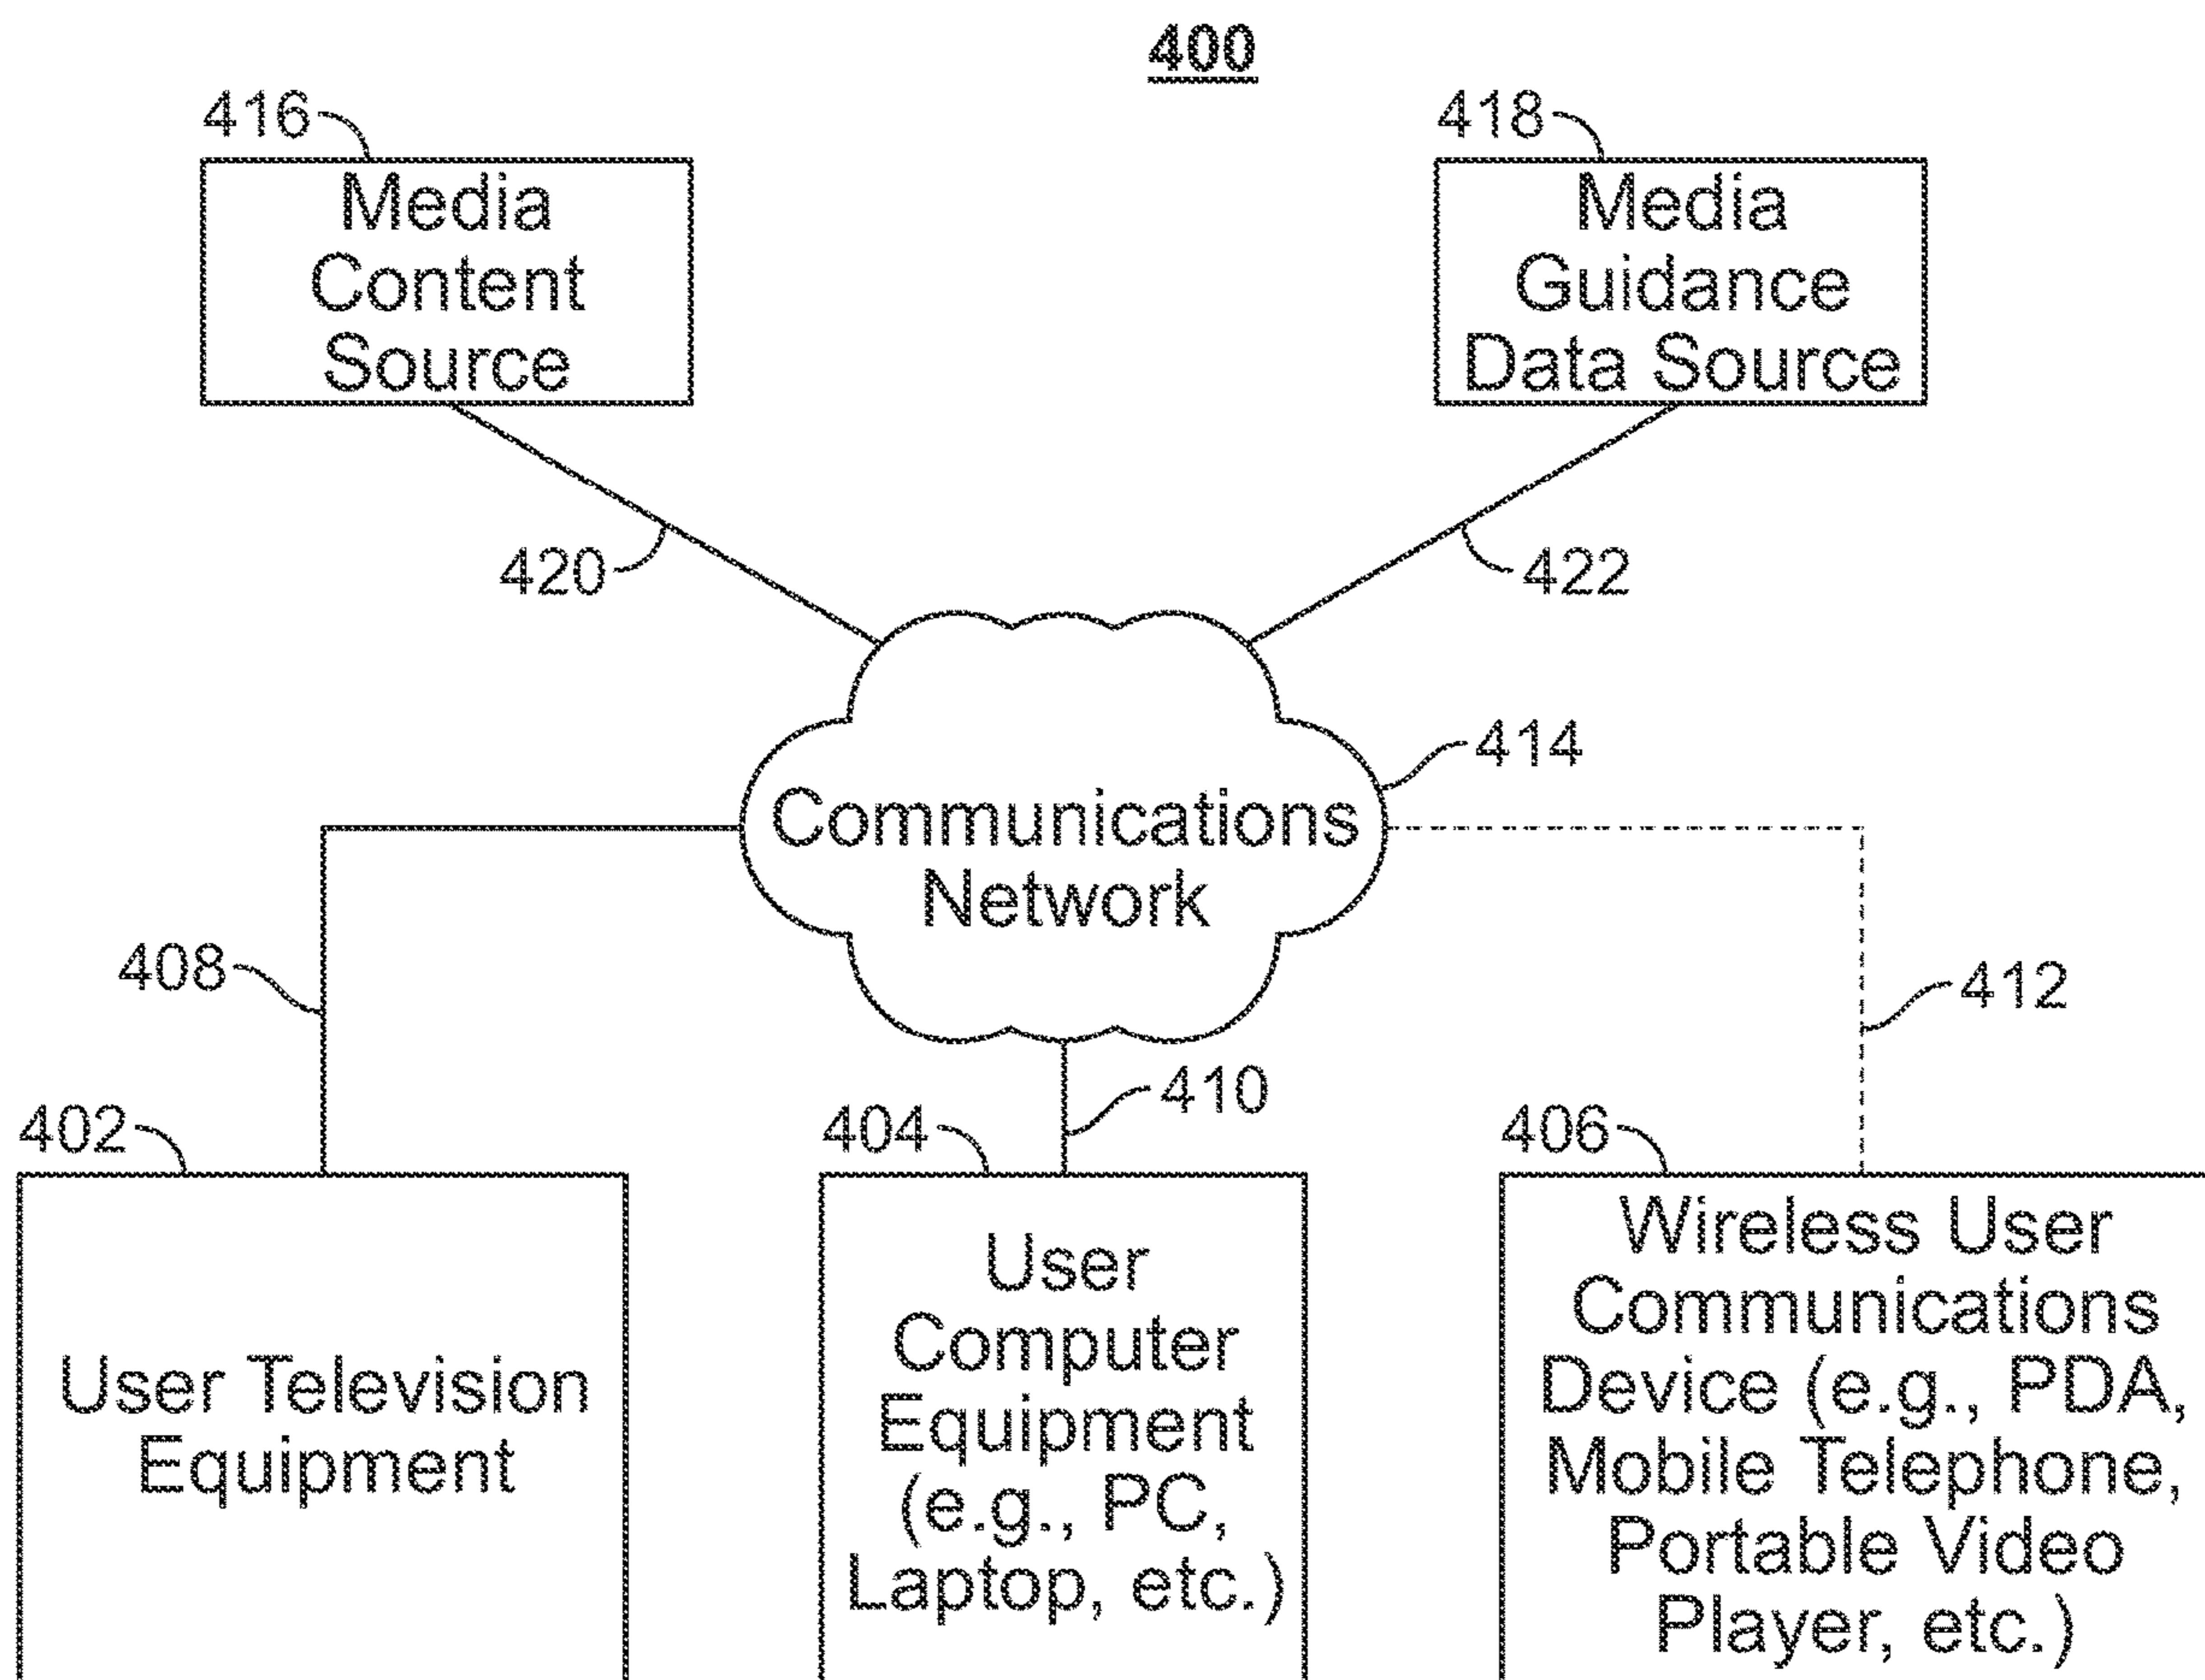 400
416
Media
Content
Source
418
Media
Guidance
Data Source
420
422
414
Communications
Network
408
412
410
402
User Television
Equipment
404
User
Computer
Equipment
(e.g., PC,
Laptop, etc.)
406
Wireless User
Communications
Device (e.g., PDA,
Mobile Telephone,
Portable Video
Player, etc.)